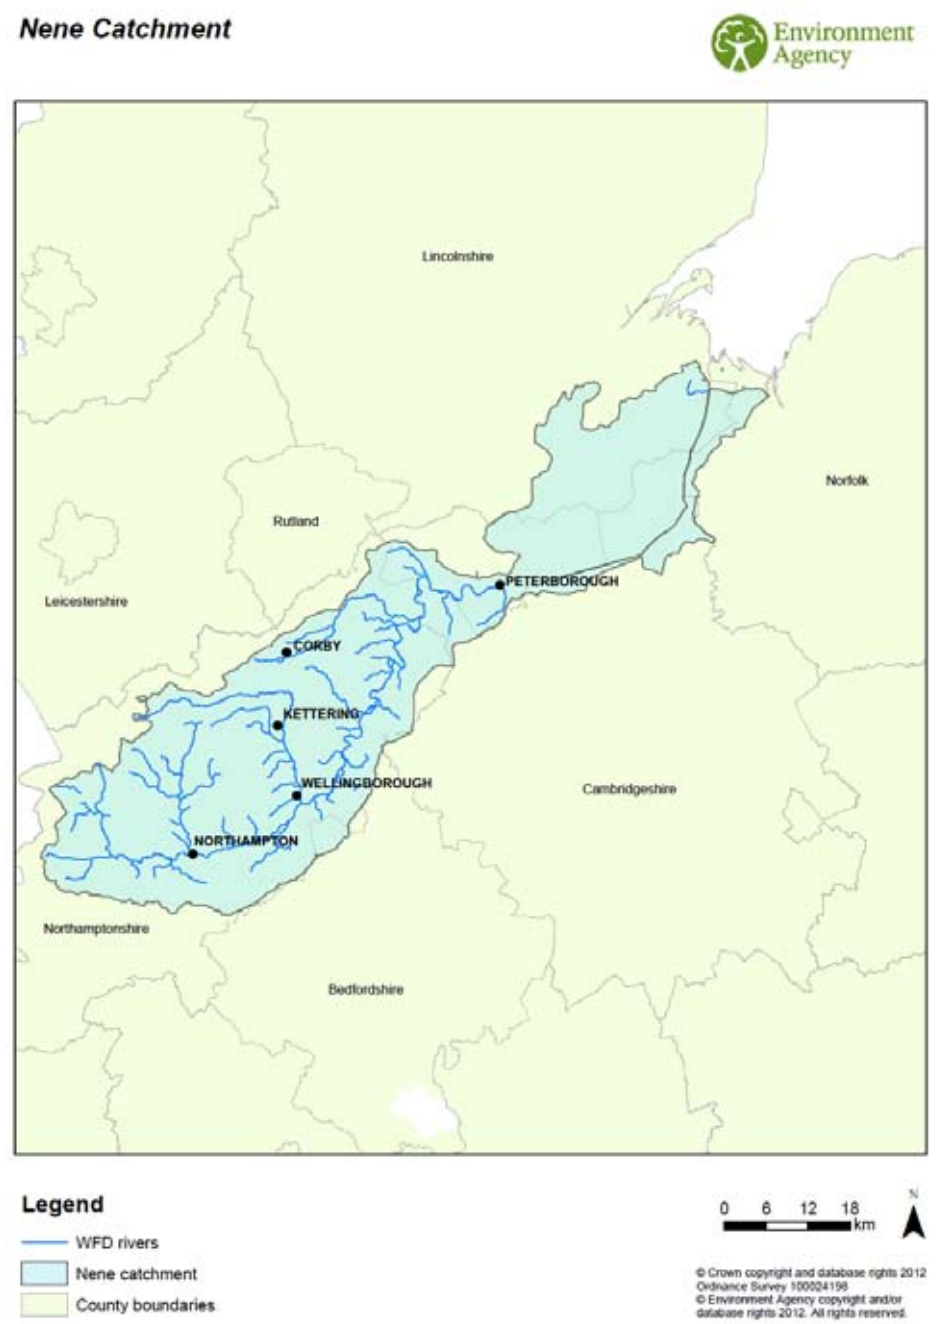 Nene Catchment
Environment
Agency
Lincolnshire
Norfolk
Rutland
PETERBOROUGH
Leicestershire
CORBY
KETTERING
WELLINGBOROUGH
Cambridgeshire
NORTHAMPTON
Northamptonshire
Bedfordshire
Legend
WFD rivers
Nene catchment
County boundaries
N
0 6 12 18
km
© Crown copyright and database rights 2012
Ordnance Survey 100024198
© Environment Agency copyright and/or
database rights 2012. All rights reserved.